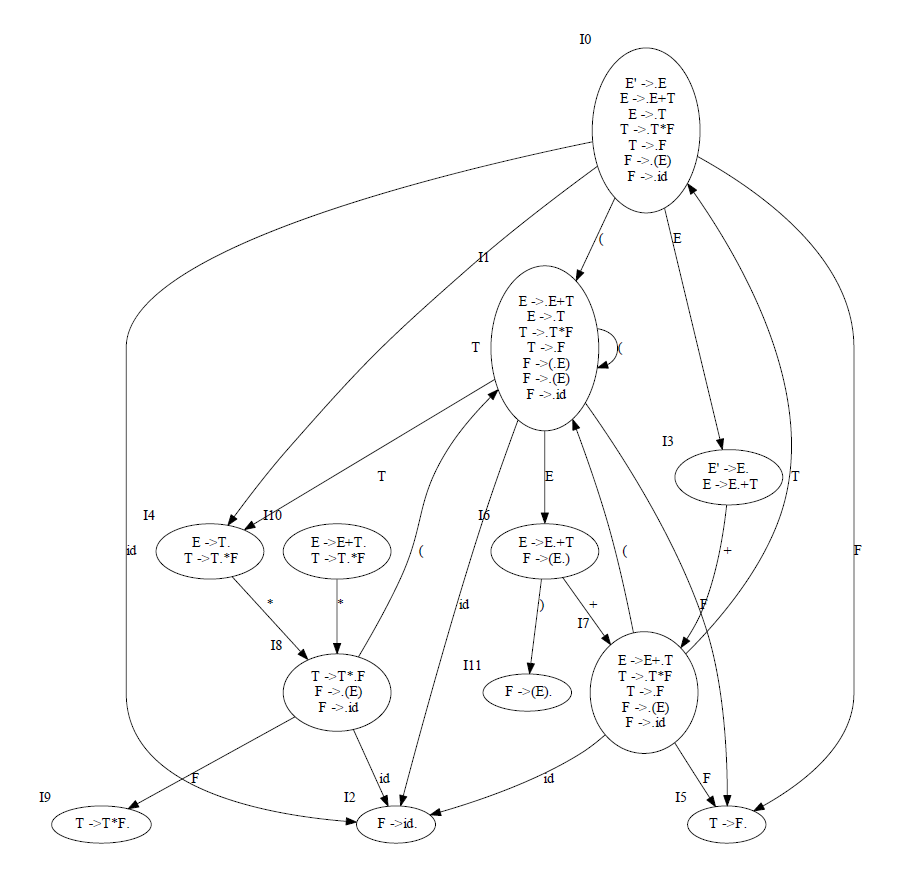 I0
E' ->.E
E ->.E+T
E ->.T
T ->.T*F
T ->.F
F ->.(E)
F ->.id
(
E
I1
E ->.E+T
E ->.T
T ->.T*F
T ->.F
F ->(.E)
F ->.(E)
F ->.id
T
(
I3
E' ->E.
E ->E.+T
T
E
T
I4
E ->T.
T ->T.*F
I10
E ->E+T.
T ->T.*F
I6
E ->E.+T
F ->(E.)
id
(
(
+
F
*
*
id
)
+
F
I7
E ->E+.T
T ->.T*F
T ->.F
F ->.(E)
F ->.id
I8
T ->T*.F
F ->.(E)
F ->.id
I11
F ->(E).
F
id
id
F
I9
T ->T*F.
I2
F ->id.
I5
T ->F.